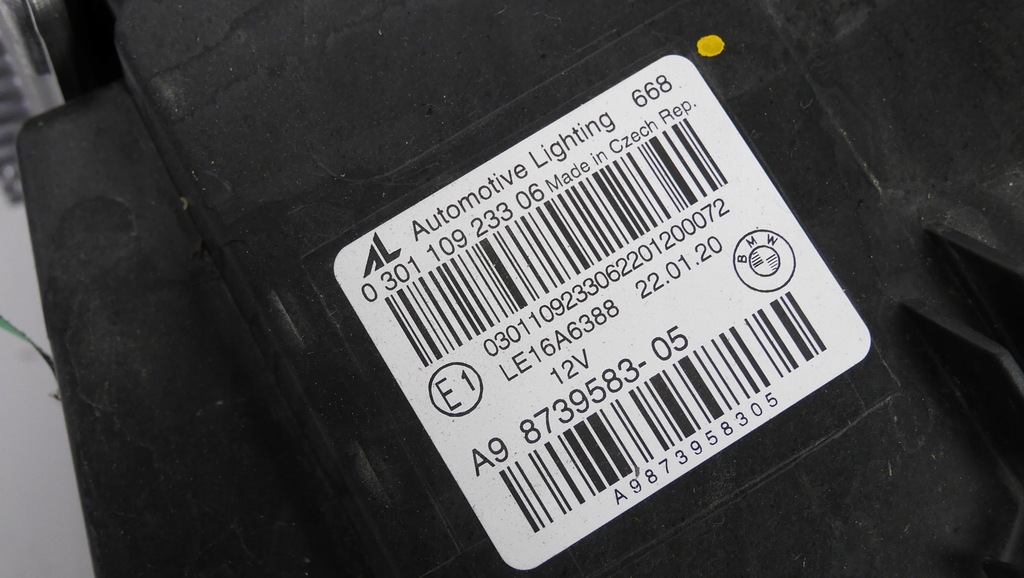 AL Automotive Lighting 668
0 301 109 233 06 Made in Czech Rep.
0301109233062201200072
LE16A6388 22.01.20
E1
12V
BMW
A9 8739583-05
A9873958305